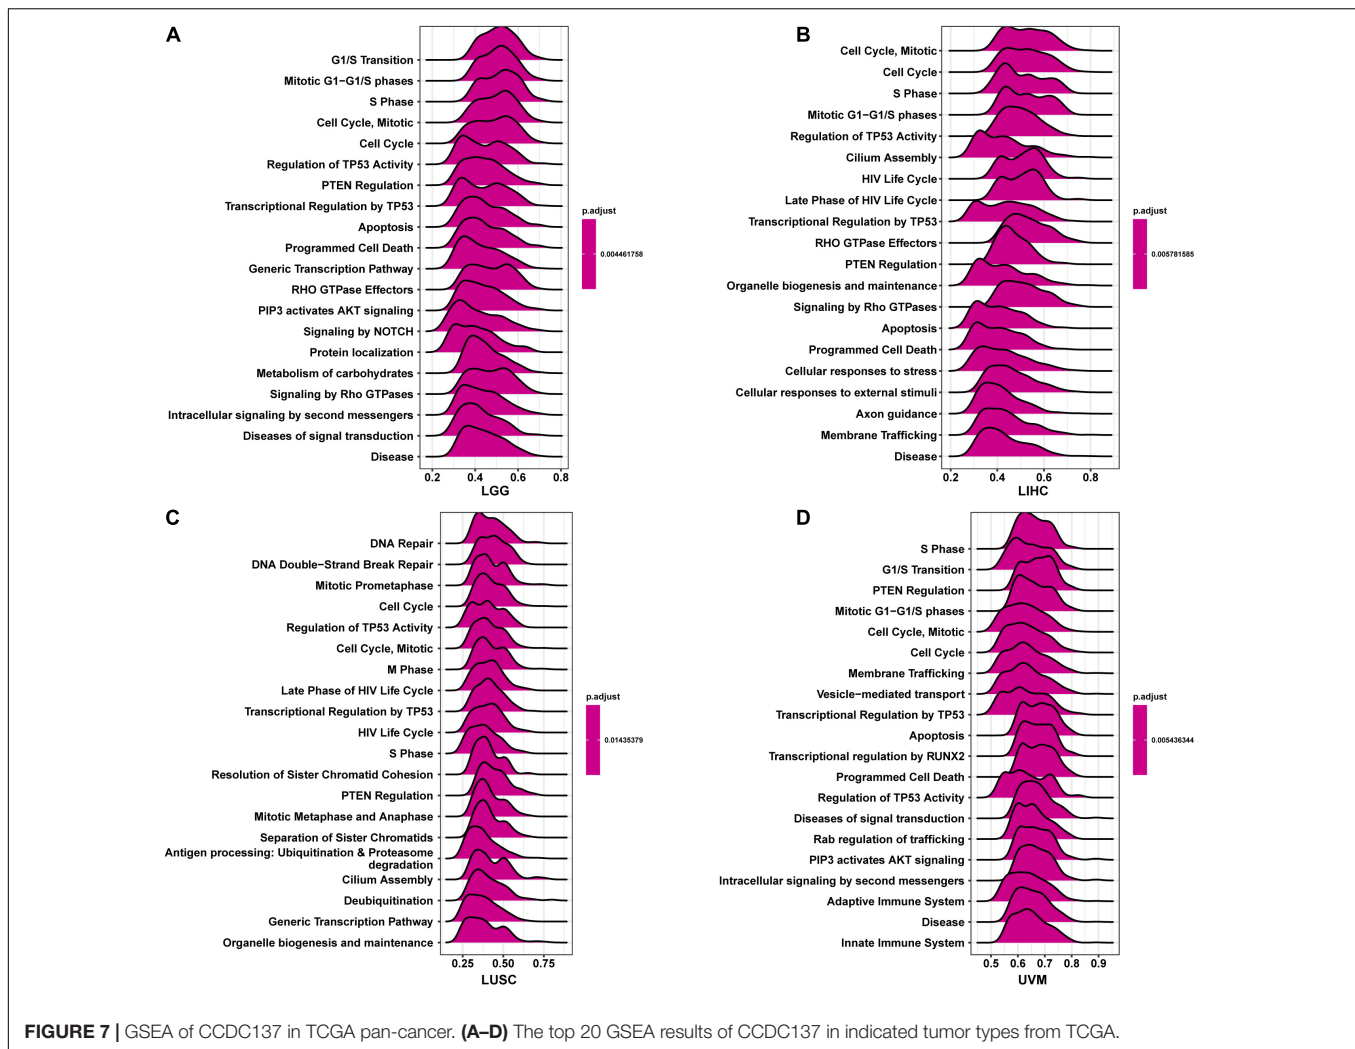 A
G1/S Transition
Mitotic G1−G1/S phases
S Phase
Cell Cycle, Mitotic
Cell Cycle
Regulation of TP53 Activity
PTEN Regulation
Transcriptional Regulation by TP53
Apoptosis
Programmed Cell Death
Generic Transcription Pathway
RHO GTPase Effectors
PIP3 activates AKT signaling
Signaling by NOTCH
Protein localization
Metabolism of carbohydrates
Signaling by Rho GTPases
Intracellular signaling by second messengers
Diseases of signal transduction
Disease
0.2 0.4 0.6 0.8
LGG
p.adjust
0.004461758
B
Cell Cycle, Mitotic
Cell Cycle
S Phase
Mitotic G1−G1/S phases
Regulation of TP53 Activity
Cilium Assembly
HIV Life Cycle
Late Phase of HIV Life Cycle
Transcriptional Regulation by TP53
RHO GTPase Effectors
PTEN Regulation
Organelle biogenesis and maintenance
Signaling by Rho GTPases
Apoptosis
Programmed Cell Death
Cellular responses to stress
Cellular responses to external stimuli
Axon guidance
Membrane Trafficking
Disease
0.2 0.4 0.6 0.8
LIHC
p.adjust
0.005781585
C
DNA Repair
DNA Double−Strand Break Repair
Mitotic Prometaphase
Cell Cycle
Regulation of TP53 Activity
Cell Cycle, Mitotic
M Phase
Late Phase of HIV Life Cycle
Transcriptional Regulation by TP53
HIV Life Cycle
S Phase
Resolution of Sister Chromatid Cohesion
PTEN Regulation
Mitotic Metaphase and Anaphase
Separation of Sister Chromatids
Antigen processing: Ubiquitination & Proteasome
degradation
Cilium Assembly
Deubiquitination
Generic Transcription Pathway
Organelle biogenesis and maintenance
0.25 0.50 0.75
LUSC
p.adjust
0.01435379
D
S Phase
G1/S Transition
PTEN Regulation
Mitotic G1−G1/S phases
Cell Cycle, Mitotic
Cell Cycle
Membrane Trafficking
Vesicle−mediated transport
Transcriptional Regulation by TP53
Apoptosis
Transcriptional regulation by RUNX2
Programmed Cell Death
Regulation of TP53 Activity
Diseases of signal transduction
Rab regulation of trafficking
PIP3 activates AKT signaling
Intracellular signaling by second messengers
Adaptive Immune System
Disease
Innate Immune System
0.5 0.6 0.7 0.8 0.9
UVM
p.adjust
0.005436344
FIGURE 7 | GSEA of CCDC137 in TCGA pan-cancer. (A–D) The top 20 GSEA results of CCDC137 in indicated tumor types from TCGA.